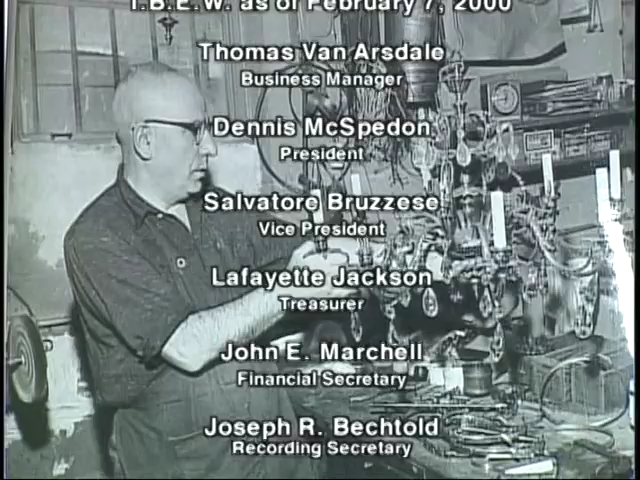 I.B.E.W. as of February 7, 2000
Thomas Van Arsdale
Business Manager
Dennis McSpedon
President
Salvatore Bruzzese
Vice President
Lafayette Jackson
Treasurer
John E. Marchell
Financial Secretary
Joseph R. Bechtold
Recording Secretary